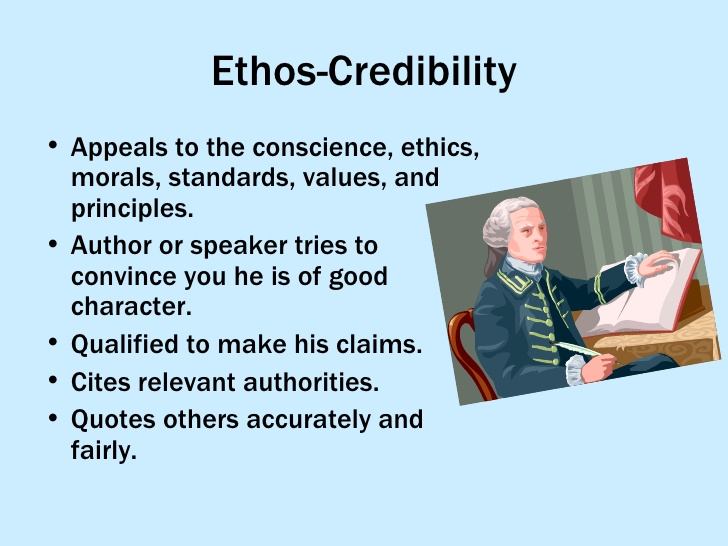 Ethos-Credibility
• Appeals to the conscience, ethics,
morals, standards, values, and
principles.
• Author or speaker tries to
convince you he is of good
character.
• Qualified to make his claims.
• Cites relevant authorities.
• Quotes others accurately and
fairly.